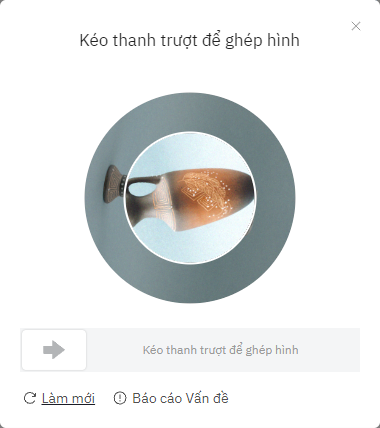 Kéo thanh trượt để ghép hình
Kéo thanh trượt để ghép hình
Làm mới
Báo cáo Vấn đề